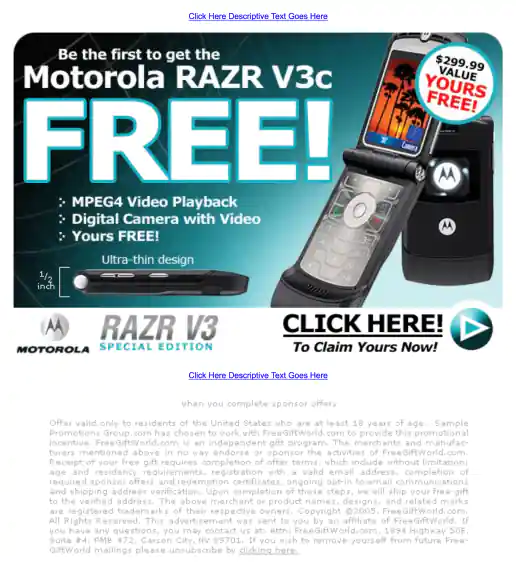 Click Here Descriptive Text Goes Here
Be the first to get the
Motorola RAZR V3c
FREE!
$299.99
VALUE
YOURS
FREE!
MPEG4 Video Playback
Digital Camera with Video
Yours FREE!
Ultra-thin design
1/2
inch
Camera
MOTOROLA
RAZR V3
SPECIAL EDITION
CLICK HERE!
To Claim Yours Now!
Click Here Descriptive Text Goes Here
when you complete sponsor offers
Offer valid only to residents of the United States who are at least 18 years of age. Sample
Promotions Group.com has chosen to work with FreeGiftWorld.com to provide this promotional
incentive. FreeGiftWorld.com is an independent gift program. The merchants and manufac-
turers mentioned above in no way endorse or sponsor the activities of FreeGiftWorld.com.
Receipt of your free gift requires completion of offer terms, which include without limitation:
age and residency requirements, registration with a valid email address, completion of
required sponsor offers and redemption certificates, ongoing opt-in to email communications
and shipping address verification. Upon completion of those steps, we will ship your free gift
to the verified address. The above merchant or product names, designs, and related marks
are registered trademarks of their respective owners. Copyright ©2005, FreeGiftWorld.com.
All Rights Reserved. This advertisement was sent to you by an affiliate of FreeGiftWorld. If
you have any questions, you may contact us at: Attn: FreeGiftWorld.com, 1894 Highway 50E,
Suite #4, PMB #72, Carson City, NV 89701. If you wish to remove yourself from future Free-
GiftWorld mailings please unsubscribe by clicking here.